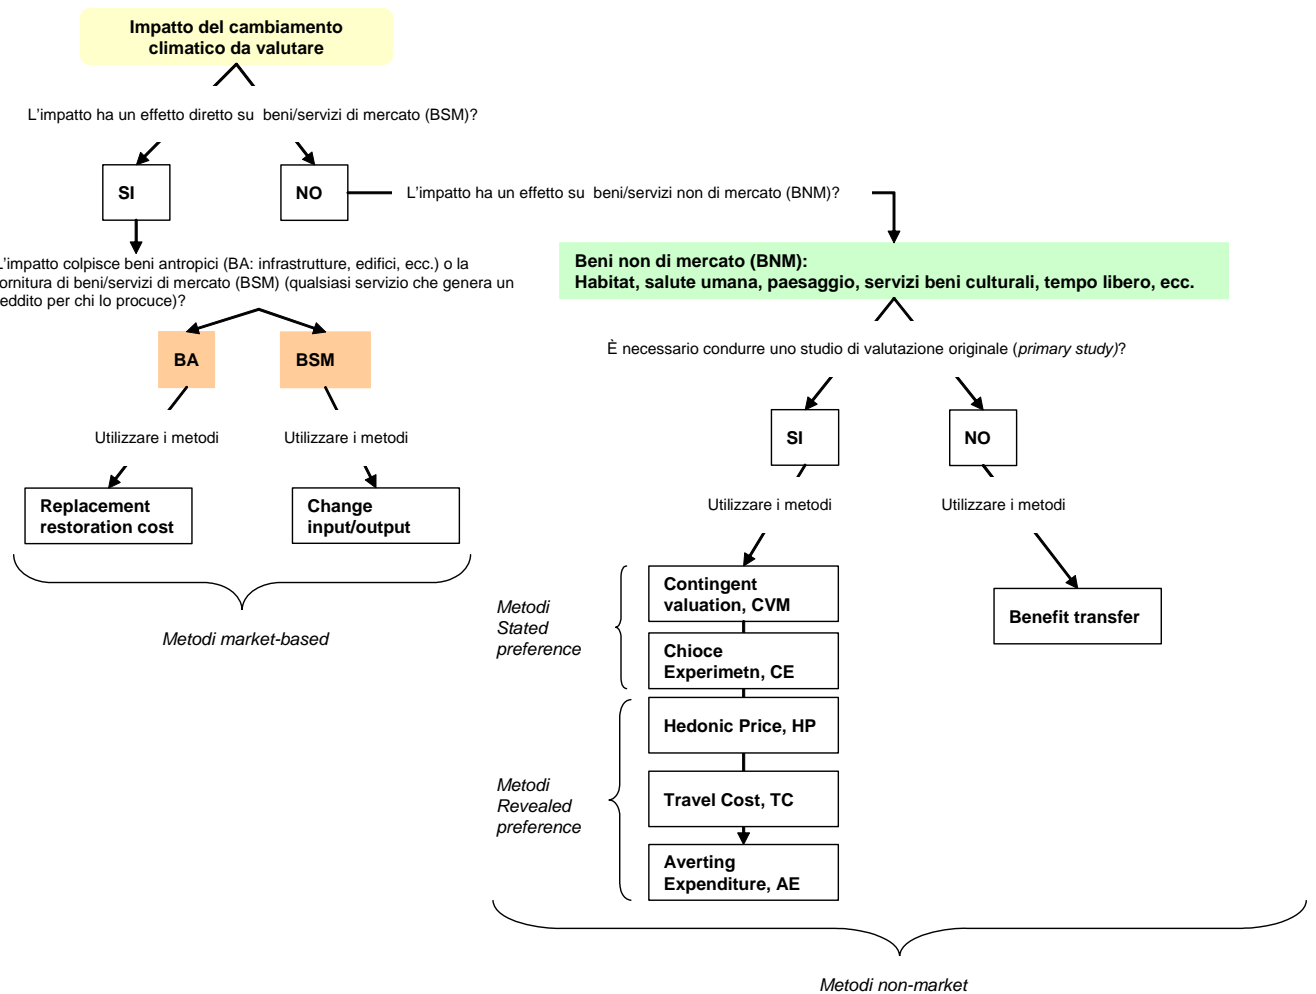 Impatto del cambiamento
climatico da valutare
L'impatto ha un effetto diretto su beni/servizi di mercato (BSM)?
SI
NO
L'impatto ha un effetto su beni/servizi non di mercato (BNM)?
L'impatto colpisce beni antropici (BA: infrastrutture, edifici, ecc.) o la
fornitura di beni/servizi di mercato (BSM) (qualsiasi servizio che genera un
reddito per chi lo procuce)?
Beni non di mercato (BNM):
Habitat, salute umana, paesaggio, servizi beni culturali, tempo libero, ecc.
BA
BSM
È necessario condurre uno studio di valutazione originale (primary study)?
SI
NO
Utilizzare i metodi
Utilizzare i metodi
Replacement
restoration cost
Change
input/output
Utilizzare i metodi
Utilizzare i metodi
Metodi market-based
Metodi
Stated
preference
Contingent
valuation, CVM
Chioce
Experimetn, CE
Benefit transfer
Metodi
Revealed
preference
Hedonic Price, HP
Travel Cost, TC
Averting
Expenditure, AE
Metodi non-market